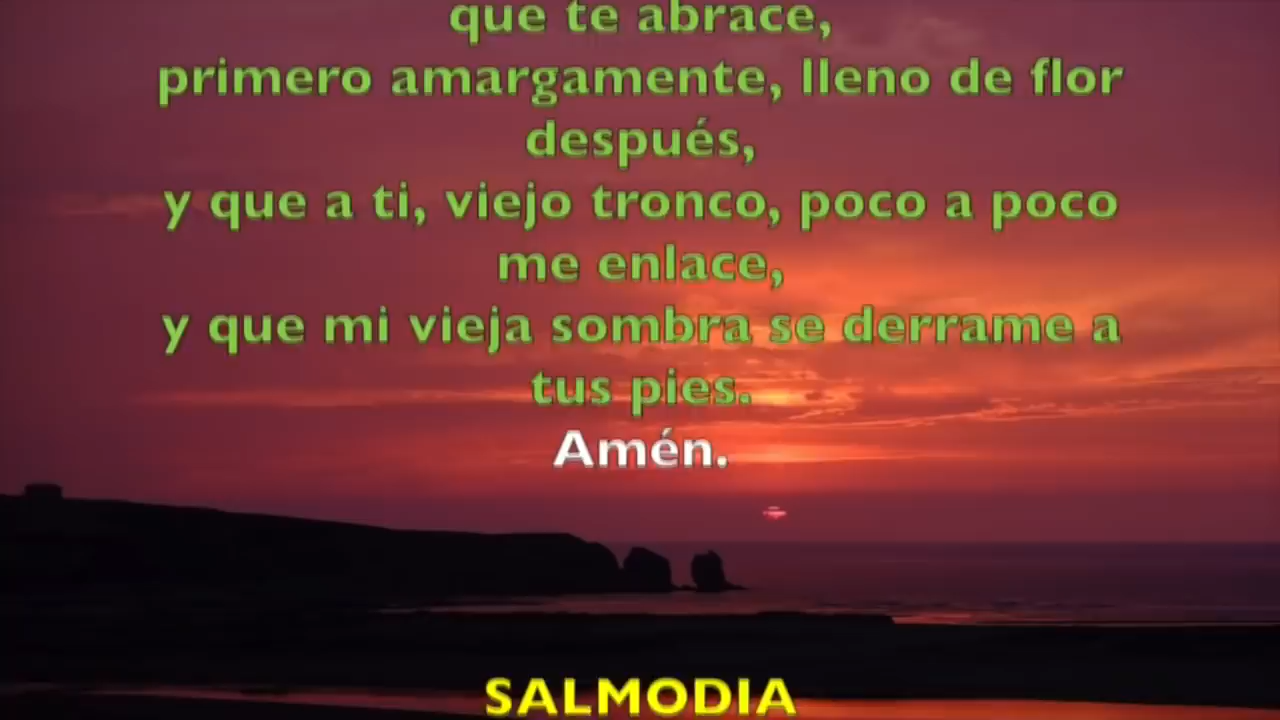 que te abrace,
primero amargamente, lleno de flor
después,
y que a ti, viejo tronco, poco a poco
me enlace,
y que mi vieja sombra se derrame a
tus pies.
Amén.
SALMODIA